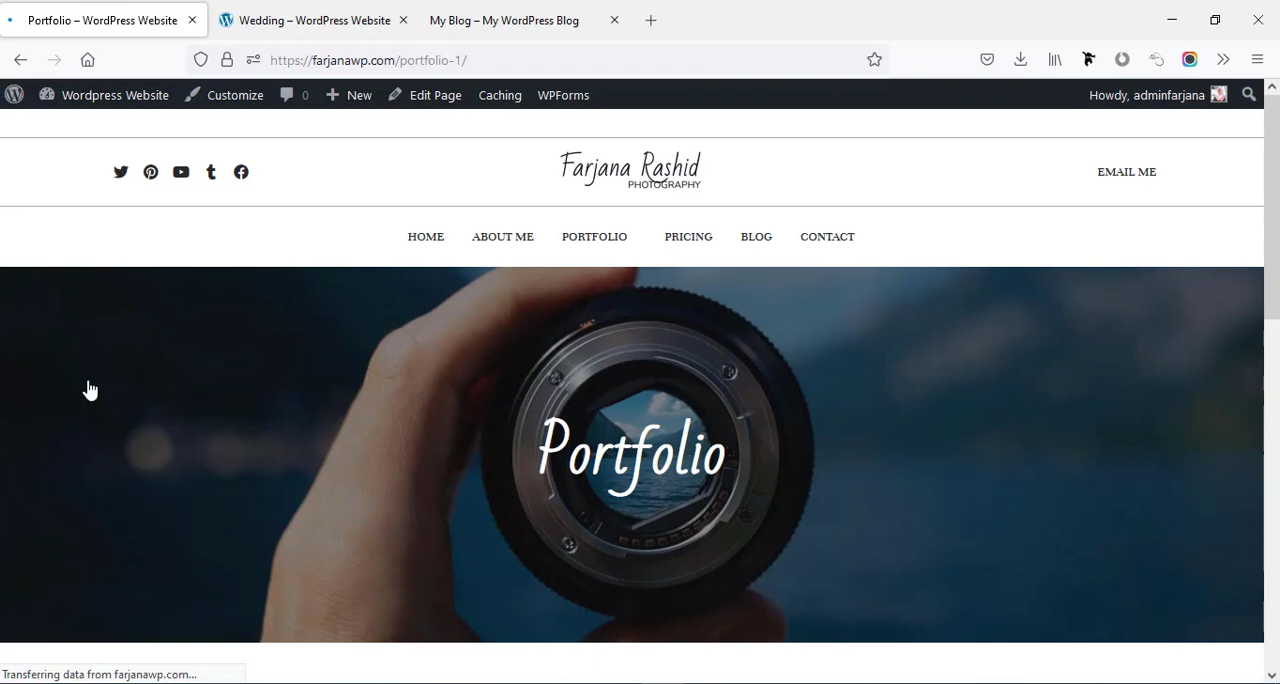 Portfolio – WordPress Website
Wedding – WordPress Website
My Blog – My WordPress Blog
https://farjanawp.com/portfolio-1/
Wordpress Website
Customize
0
New
Edit Page
Caching
WPForms
Howdy, adminfarjana
Farjana Rashid
PHOTOGRAPHY
EMAIL ME
HOME
ABOUT ME
PORTFOLIO
PRICING
BLOG
CONTACT
Portfolio
Transferring data from farjanawp.com...